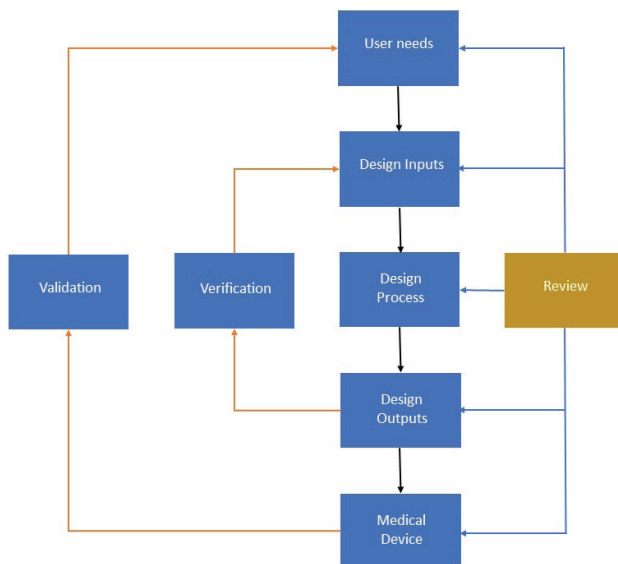 User needs
Design Inputs
Validation
Verification
Design
Process
Review
Design
Outputs
Medical
Device